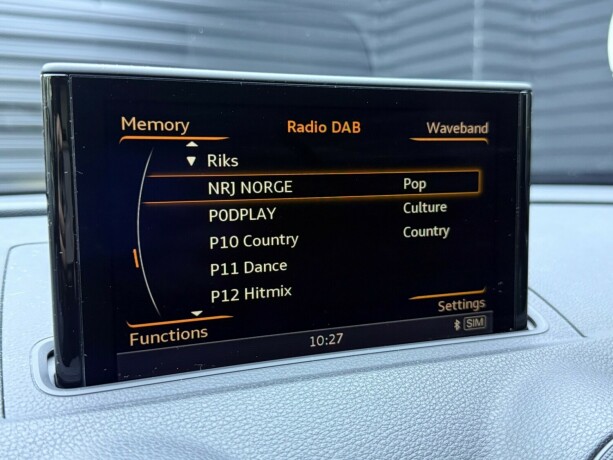 Memory Radio DAB Waveband
Riks
NRJ NORGE Pop
PODPLAY Culture
P10 Country Country
P11 Dance
P12 Hitmix
Functions Settings
10:27 SIM